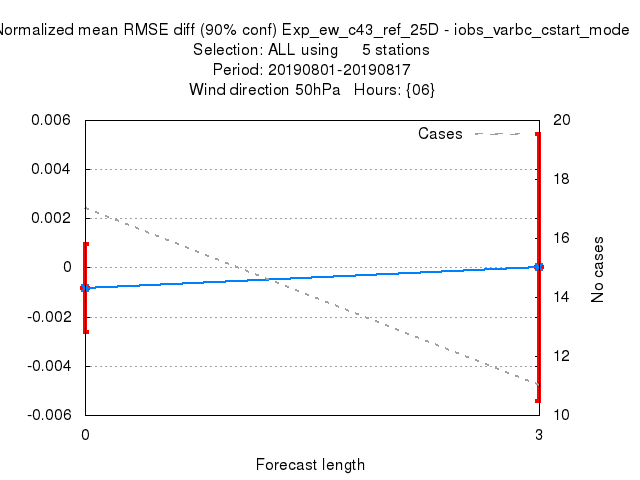 Normalized mean RMSE diff (90% conf) Exp_ew_c43_ref_25D - iobs_varbc_cstart_mode
Selection: ALL using 5 stations
Period: 20190801-20190817
Wind direction 50hPa Hours: {06}
Cases
0.006
0.004
0.002
0
-0.002
-0.004
-0.006
20
18
16
14
12
10
No cases
0
3
Forecast length